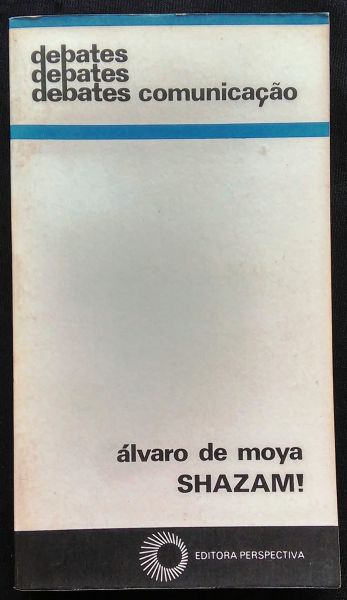 debates
debates
debates comunicação
álvaro de moya
SHAZAM!
EDITORA PERSPECTIVA